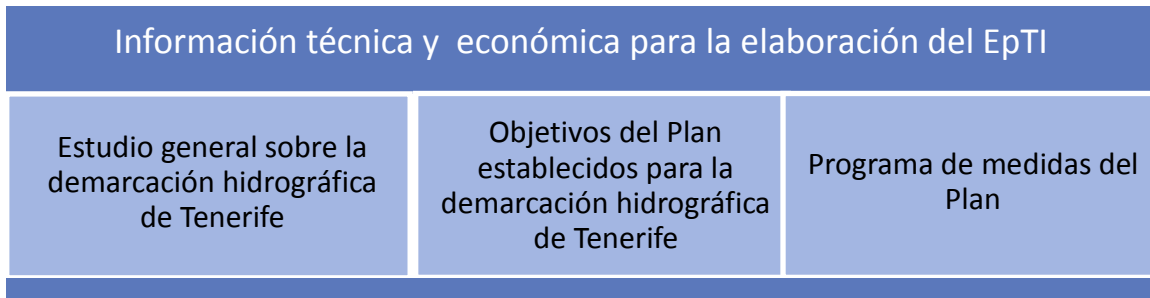 Información técnica y  económica para la elaboración del EpTI
Estudio general sobre la
demarcación hidrográfica
de Tenerife
Objetivos del Plan
establecidos para la
demarcación hidrográfica
de Tenerife
Programa de medidas del
Plan